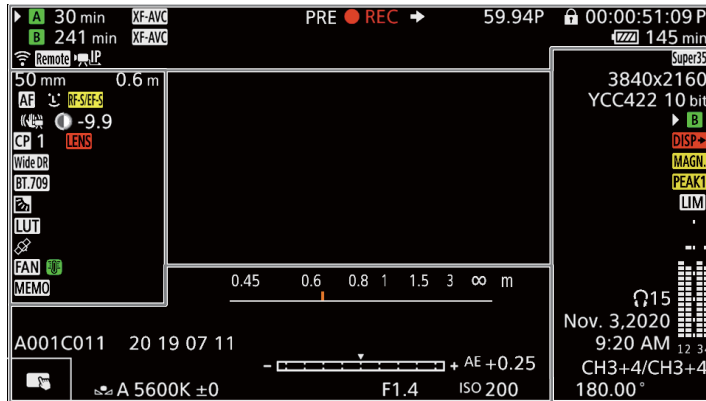 A 30 min XF-AVC PRE REC 59.94P 00:00:51:09 P
B 241 min XF-AVC 145 min
Remote IP Super35
50 mm 0.6 m 3840x2160
AF L RF-S/EF-S YCC422 10 bit
-9.9 B
CP 1 LENS DISP
Wide DR MAGN.
BT.709 PEAK1
LUT LIM
FAN
MEMO
0.45 0.6 0.8 1 1.5 3 ∞ m
15
Nov. 3,2020
A001C011 20 19 07 11 9:20 AM 12 34
- + AE +0.25 CH3+4/CH3+4
A 5600K ±0 F1.4 ISO 200 180.00°